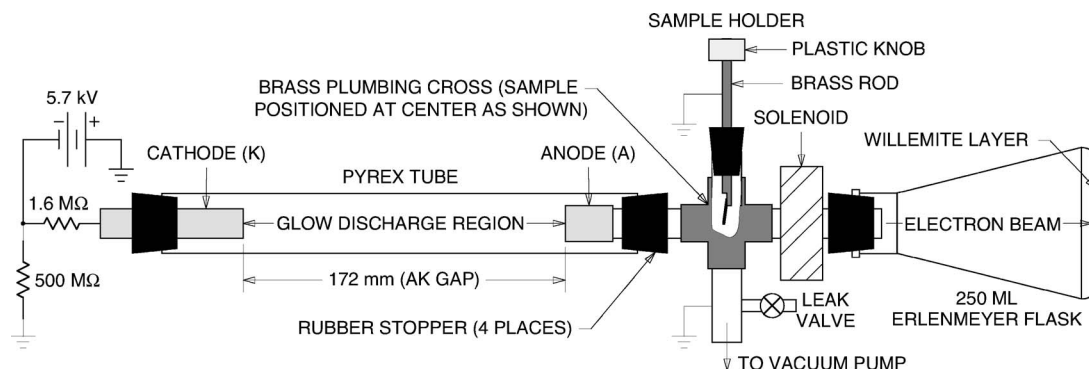 SAMPLE HOLDER
PLASTIC KNOB
BRASS PLUMBING CROSS (SAMPLE
POSITIONED AT CENTER AS SHOWN)
BRASS ROD
SOLENOID
5.7 kV
− +
WILLEMITE LAYER
CATHODE (K)
ANODE (A)
PYREX TUBE
1.6 MΩ
GLOW DISCHARGE REGION
ELECTRON BEAM
500 MΩ
172 mm (AK GAP)
LEAK
VALVE
250 ML
ERLENMEYER FLASK
RUBBER STOPPER (4 PLACES)
TO VACUUM PUMP